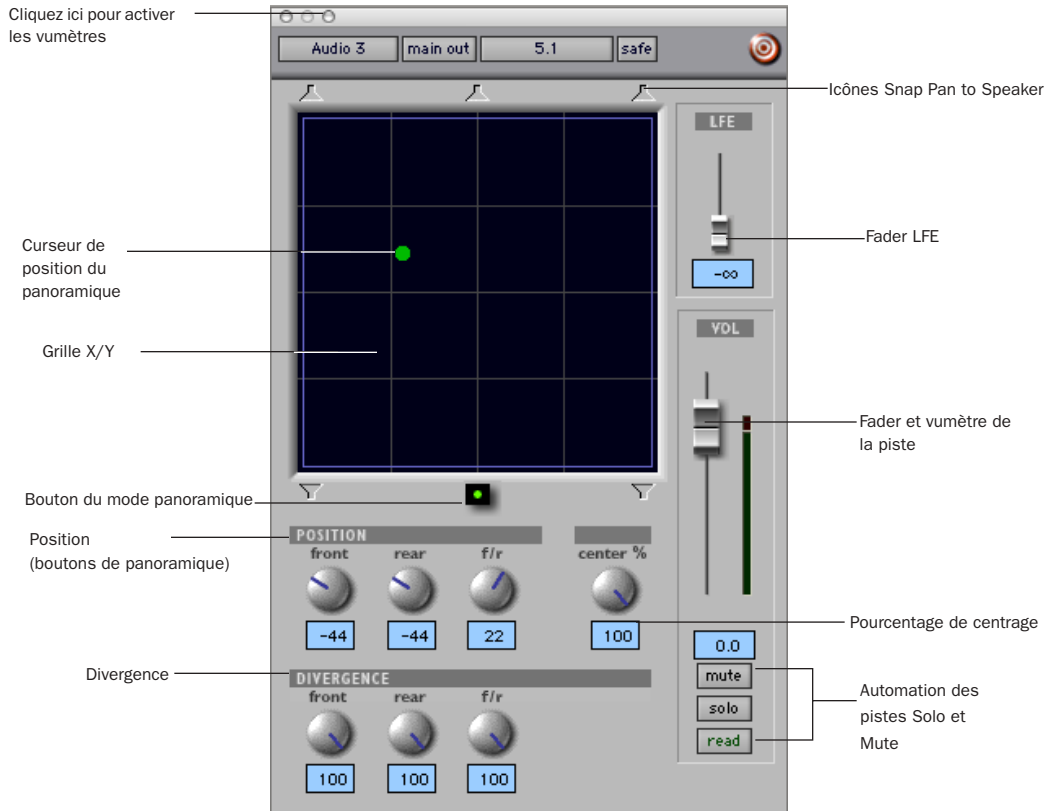 Cliquez ici pour activer
les vumètres
Audio 3 main out 5.1 safe
Icônes Snap Pan to Speaker
LFE
Curseur de
position du
panoramique
Fader LFE
-∞
Grille X/Y
VOL
Fader et vumètre de
la piste
Bouton du mode panoramique
Position
(boutons de panoramique)
POSITION
front rear f/r center %
-44 -44 22 100
Pourcentage de centrage
0.0
mute
solo
read
Automation des
pistes Solo et
Mute
Divergence
DIVERGENCE
front rear f/r
100 100 100